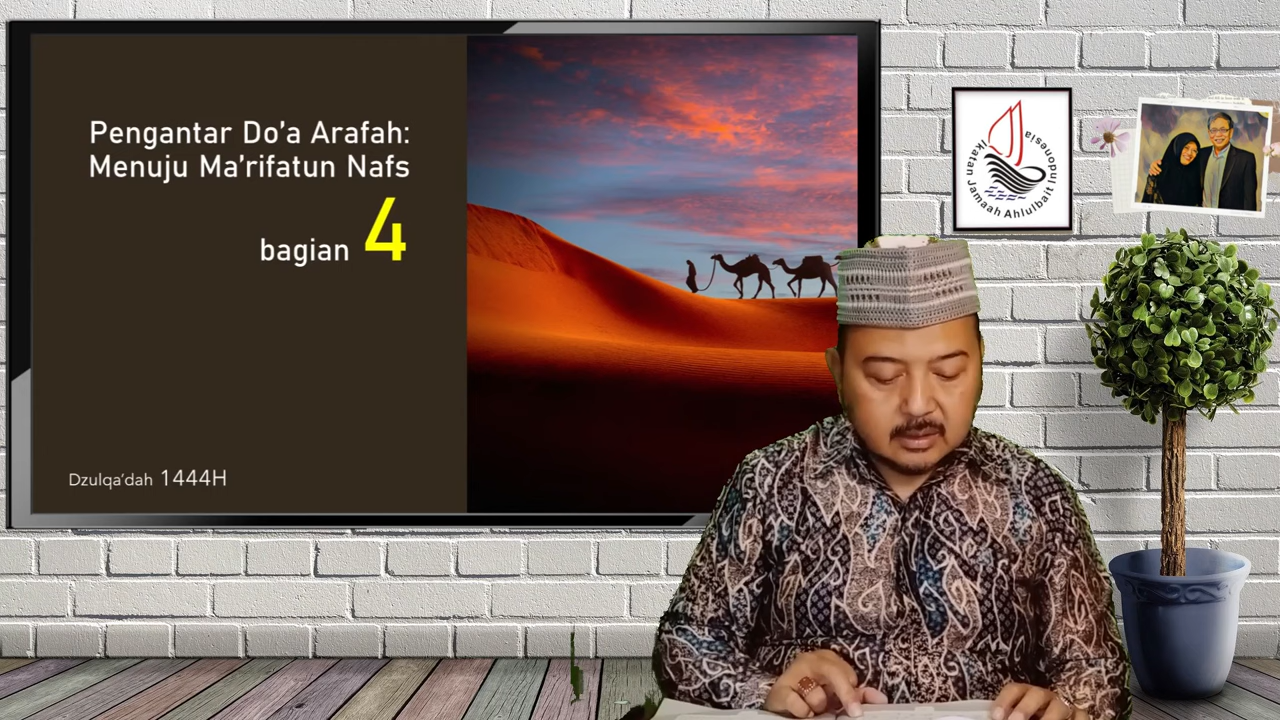 Pengantar Do'a Arafah:
Menuju Ma'rifatun Nafs
bagian 4
Dzulqa'dah 1444H
Ikatan Jamaah Ahlulbait Indonesia